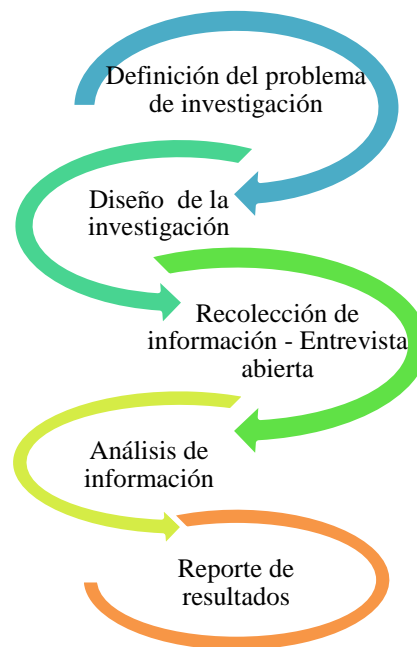 Definición del problema
de investigación
Diseño de la
investigación
Recolección de
información - Entrevista
abierta
Análisis de
información
Reporte de
resultados